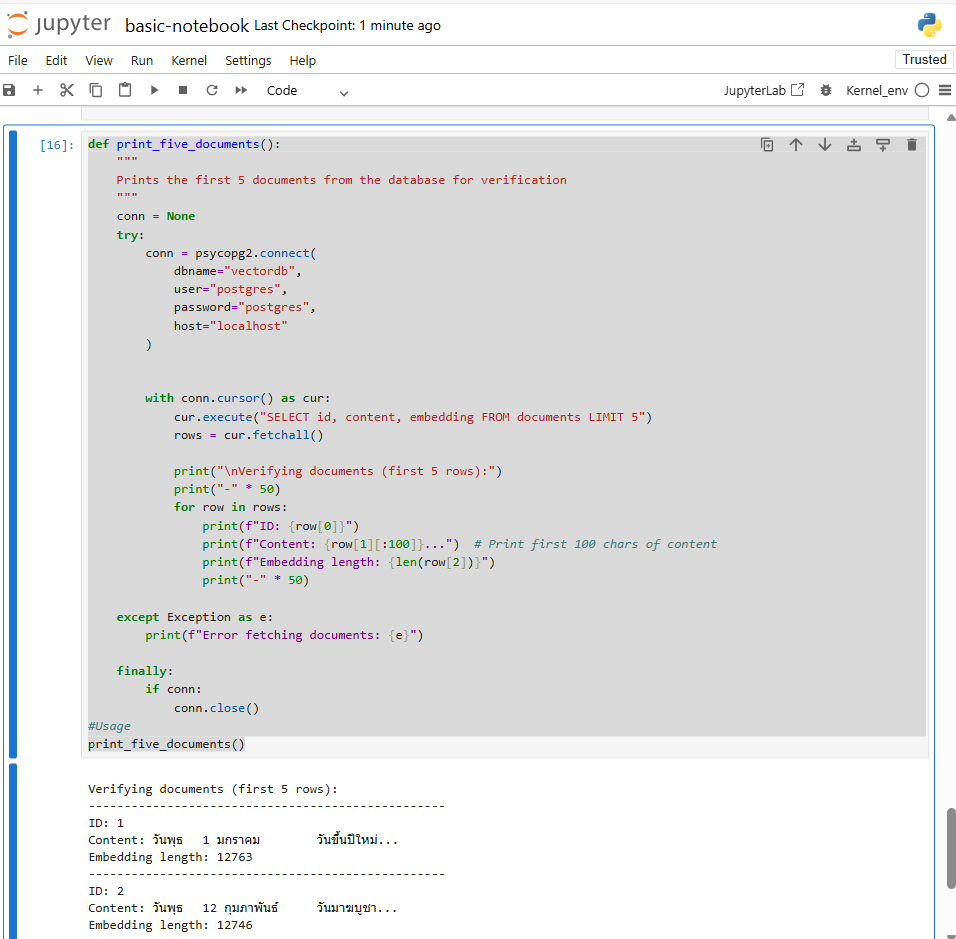 jupyter basic-notebook Last Checkpoint: 1 minute ago
File Edit View Run Kernel Settings Help Trusted
Code JupyterLab Kernel_env
[16]: def print_five_documents():
"""
Prints the first 5 documents from the database for verification
"""
conn = None
try:
conn = psycopg2.connect(
dbname="vectordb",
user="postgres",
password="postgres",
host="localhost"
)
with conn.cursor() as cur:
cur.execute("SELECT id, content, embedding FROM documents LIMIT 5")
rows = cur.fetchall()
print("\nVerifying documents (first 5 rows):")
print("-" * 50)
for row in rows:
print(f"ID: {row[0]}")
print(f"Content: {row[1][:100]}...")  # Print first 100 chars of content
print(f"Embedding length: {len(row[2])}")
print("-" * 50)
except Exception as e:
print(f"Error fetching documents: {e}")
finally:
if conn:
conn.close()
#Usage
print_five_documents()
Verifying documents (first 5 rows):
--------------------------------------------------
ID: 1
Content: วันพุธ 1 มกราคม วันขึ้นปีใหม่...
Embedding length: 12763
--------------------------------------------------
ID: 2
Content: วันพุธ 12 กุมภาพันธ์ วันมาฆบูชา...
Embedding length: 12746